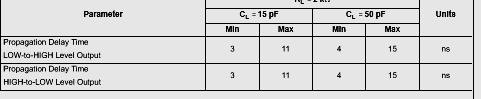 Parameter
CL = 15 pF
CL = 50 pF
Units
Min
Max
Min
Max
Propagation Delay Time
LOW-to-HIGH Level Output
3
11
4
15
ns
Propagation Delay Time
HIGH-to-LOW Level Output
3
11
4
15
ns